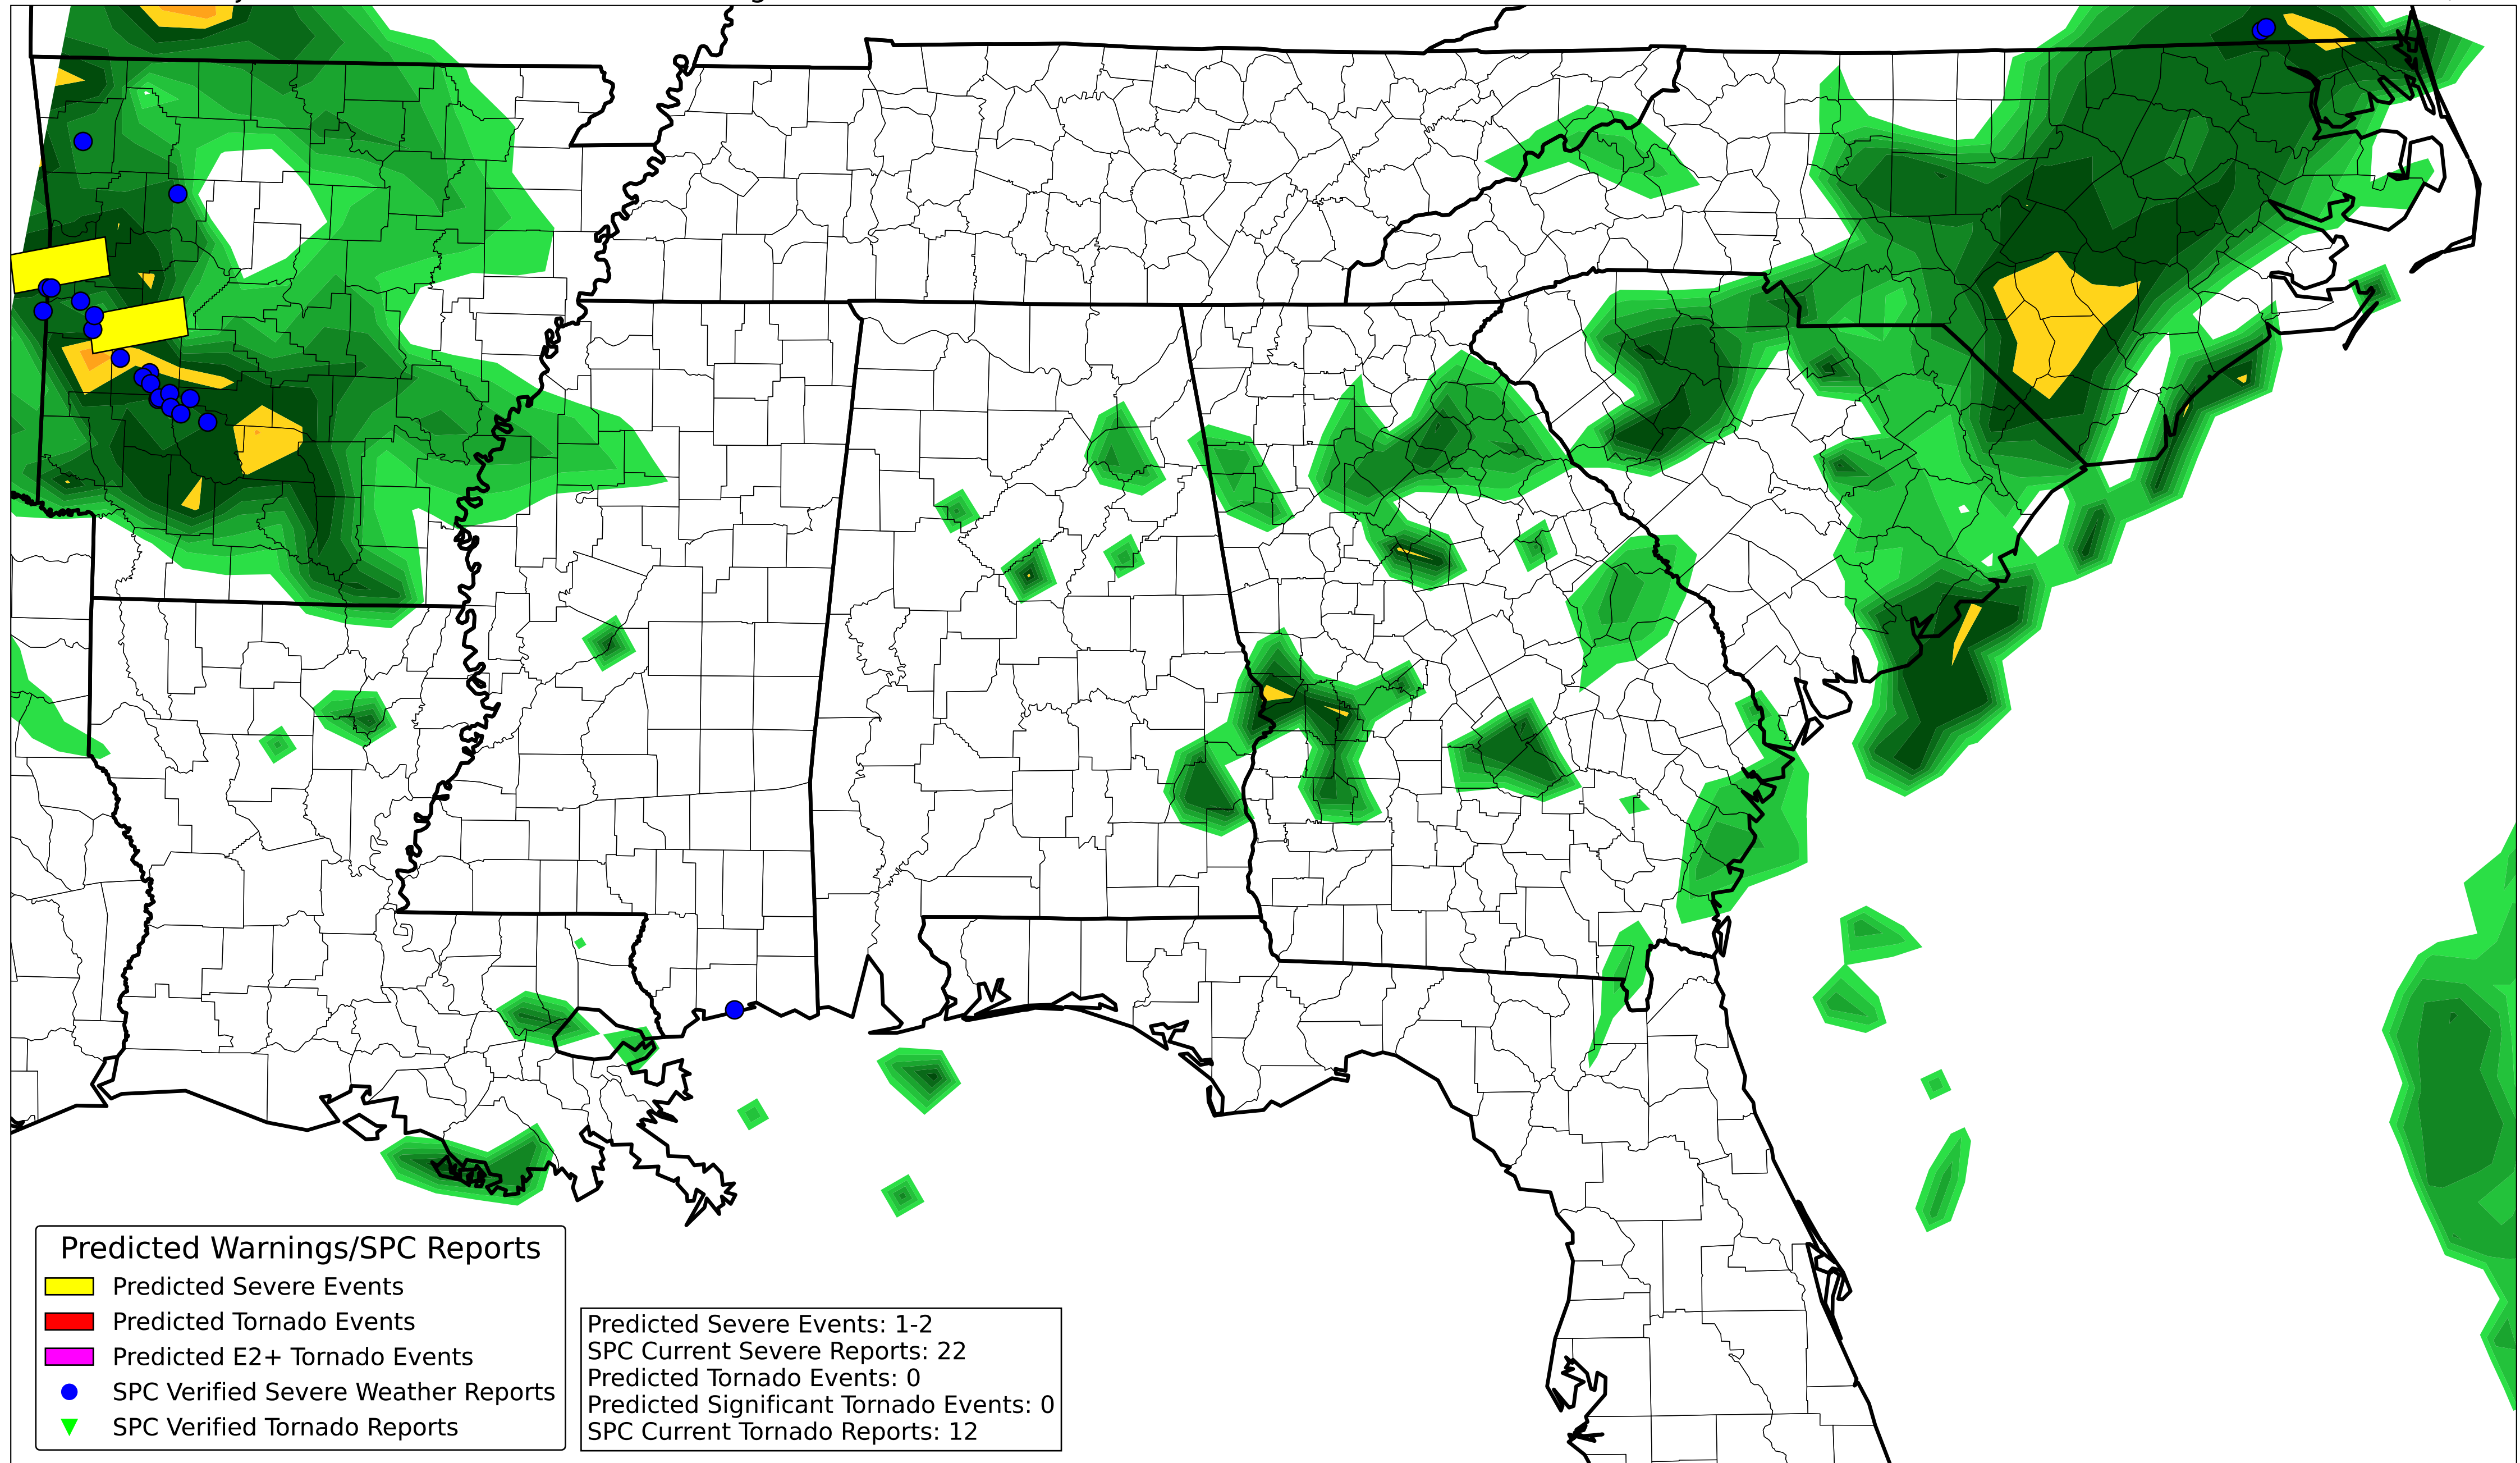 Predicted Warnings/SPC Reports
Predicted Severe Events
Predicted Tornado Events
Predicted E2+ Tornado Events
SPC Verified Severe Weather Reports
SPC Verified Tornado Reports
Predicted Severe Events: 1-2
SPC Current Severe Reports: 22
Predicted Tornado Events: 0
Predicted Significant Tornado Events: 0
SPC Current Tornado Reports: 12